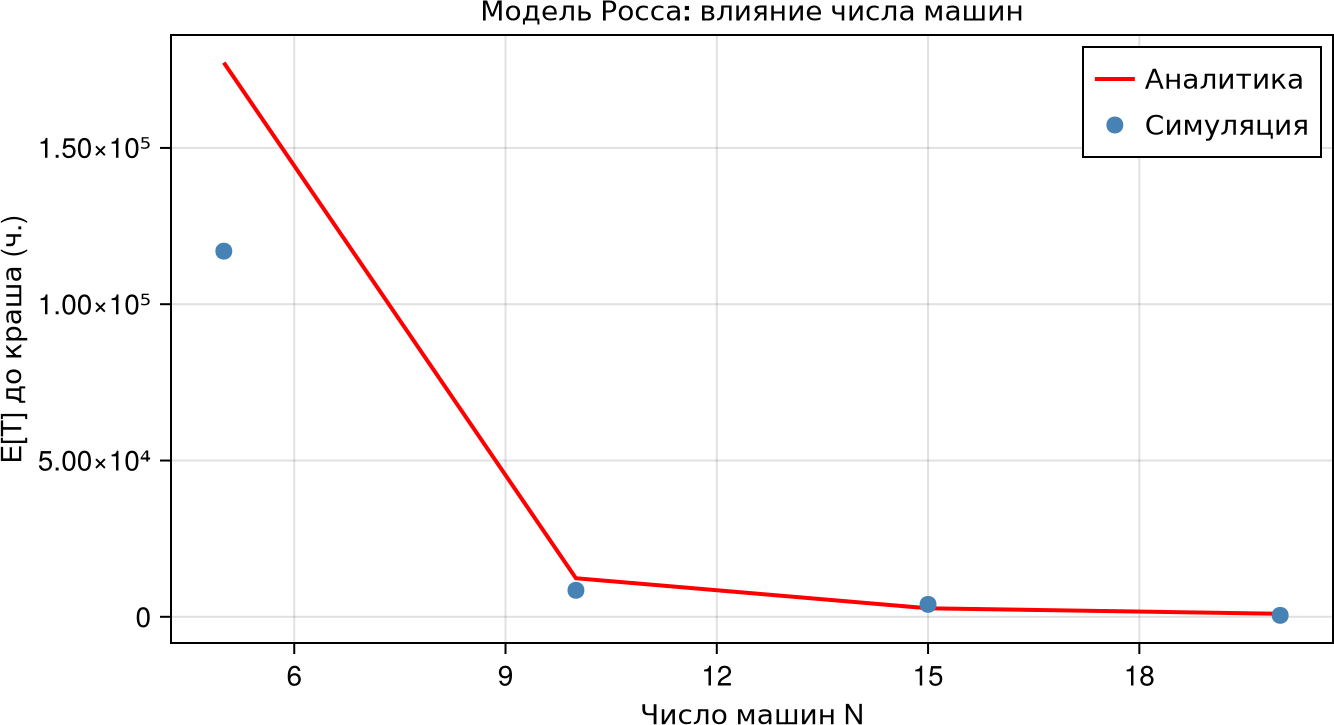 Модель Росса: влияние числа машин
Аналитика
Симуляция
E[T] до краша (ч.)
1.50×10⁵
1.00×10⁵
5.00×10⁴
0
6 9 12 15 18
Число машин N